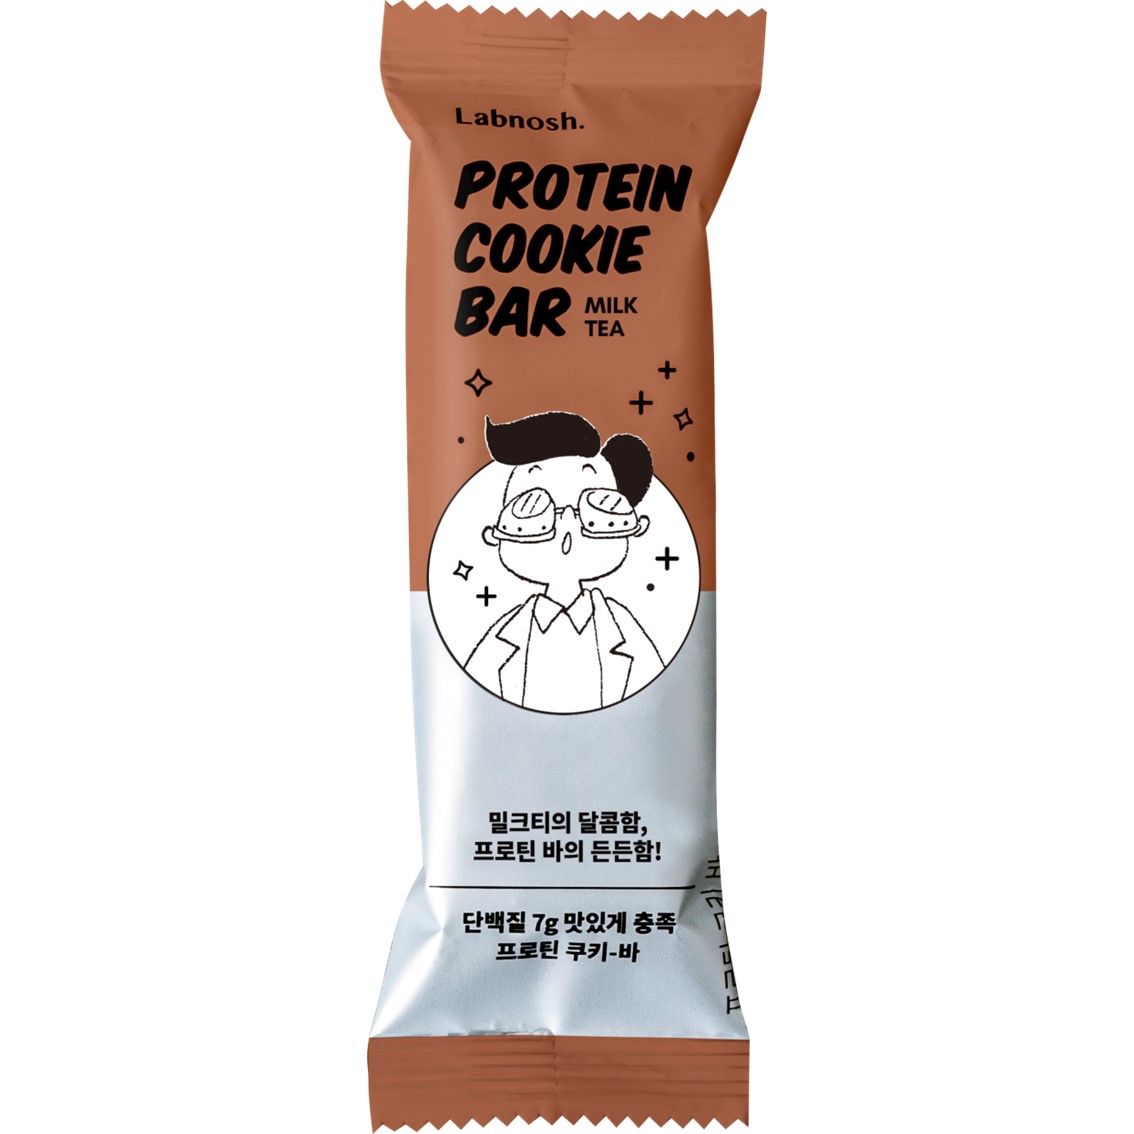 Labnosh.
PROTEIN
COOKIE
BAR MILK
TEA
밀크티의 달콤함,
프로틴 바의 든든함!
단백질 7g 맛있게 충족
프로틴 쿠키-바